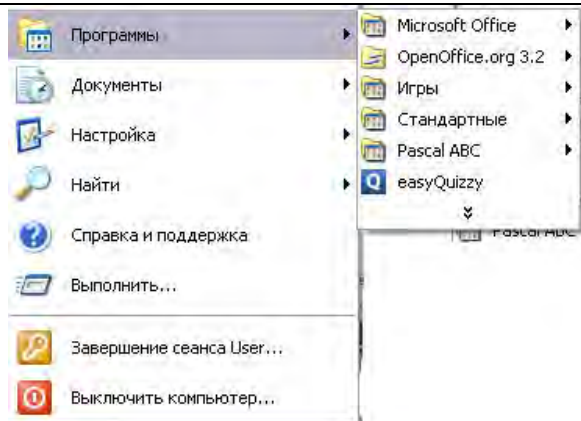 Программы
Документы
Настройка
Найти
Справка и поддержка
Выполнить...
Завершение сеанса User...
Выключить компьютер...
Microsoft Office
OpenOffice.org 3.2
Игры
Стандартные
Pascal ABC
easyQuizzy
Pascal ABC